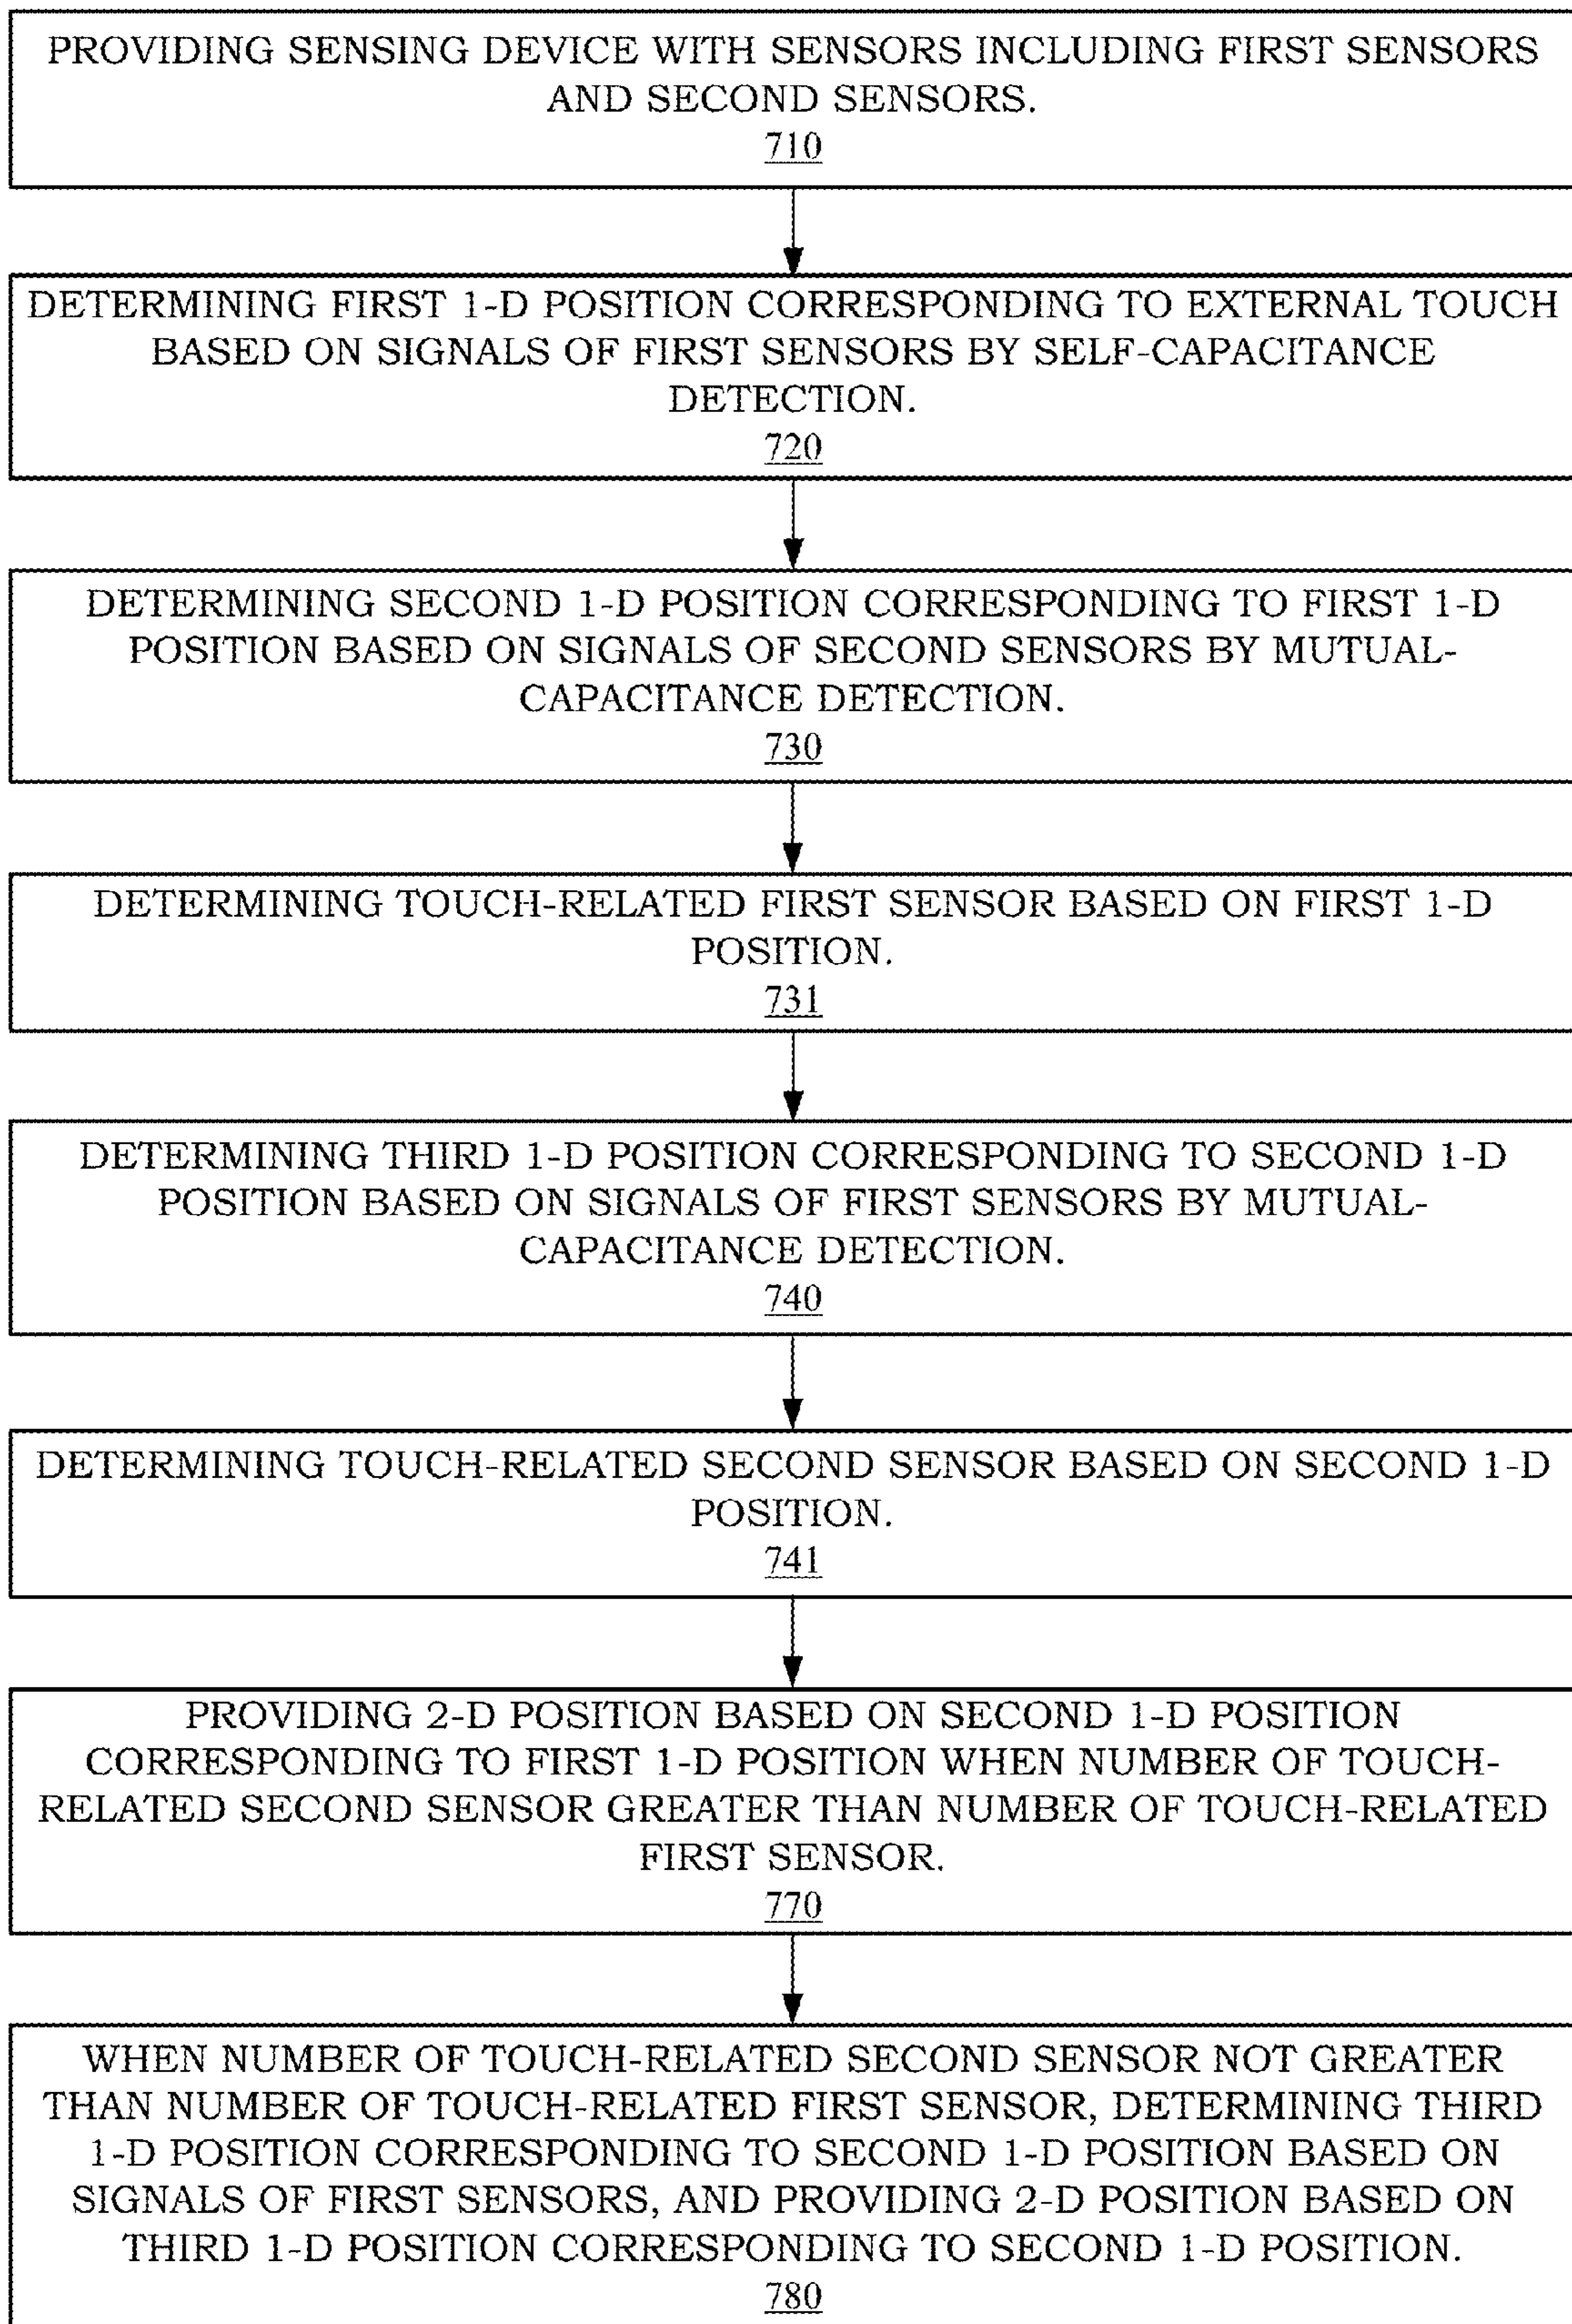 PROVIDING SENSING DEVICE WITH SENSORS INCLUDING FIRST SENSORS
AND SECOND SENSORS.
710
DETERMINING FIRST 1-D POSITION CORRESPONDING TO EXTERNAL TOUCH
BASED ON SIGNALS OF FIRST SENSORS BY SELF-CAPACITANCE
DETECTION.
720
DETERMINING SECOND 1-D POSITION CORRESPONDING TO FIRST 1-D
POSITION BASED ON SIGNALS OF SECOND SENSORS BY MUTUAL-
CAPACITANCE DETECTION.
730
DETERMINING TOUCH-RELATED FIRST SENSOR BASED ON FIRST 1-D
POSITION.
731
DETERMINING THIRD 1-D POSITION CORRESPONDING TO SECOND 1-D
POSITION BASED ON SIGNALS OF FIRST SENSORS BY MUTUAL-
CAPACITANCE DETECTION.
740
DETERMINING TOUCH-RELATED SECOND SENSOR BASED ON SECOND 1-D
POSITION.
741
PROVIDING 2-D POSITION BASED ON SECOND 1-D POSITION
CORRESPONDING TO FIRST 1-D POSITION WHEN NUMBER OF TOUCH-
RELATED SECOND SENSOR GREATER THAN NUMBER OF TOUCH-RELATED
FIRST SENSOR.
770
WHEN NUMBER OF TOUCH-RELATED SECOND SENSOR NOT GREATER
THAN NUMBER OF TOUCH-RELATED FIRST SENSOR, DETERMINING THIRD
1-D POSITION CORRESPONDING TO SECOND 1-D POSITION BASED ON
SIGNALS OF FIRST SENSORS, AND PROVIDING 2-D POSITION BASED ON
THIRD 1-D POSITION CORRESPONDING TO SECOND 1-D POSITION.
780